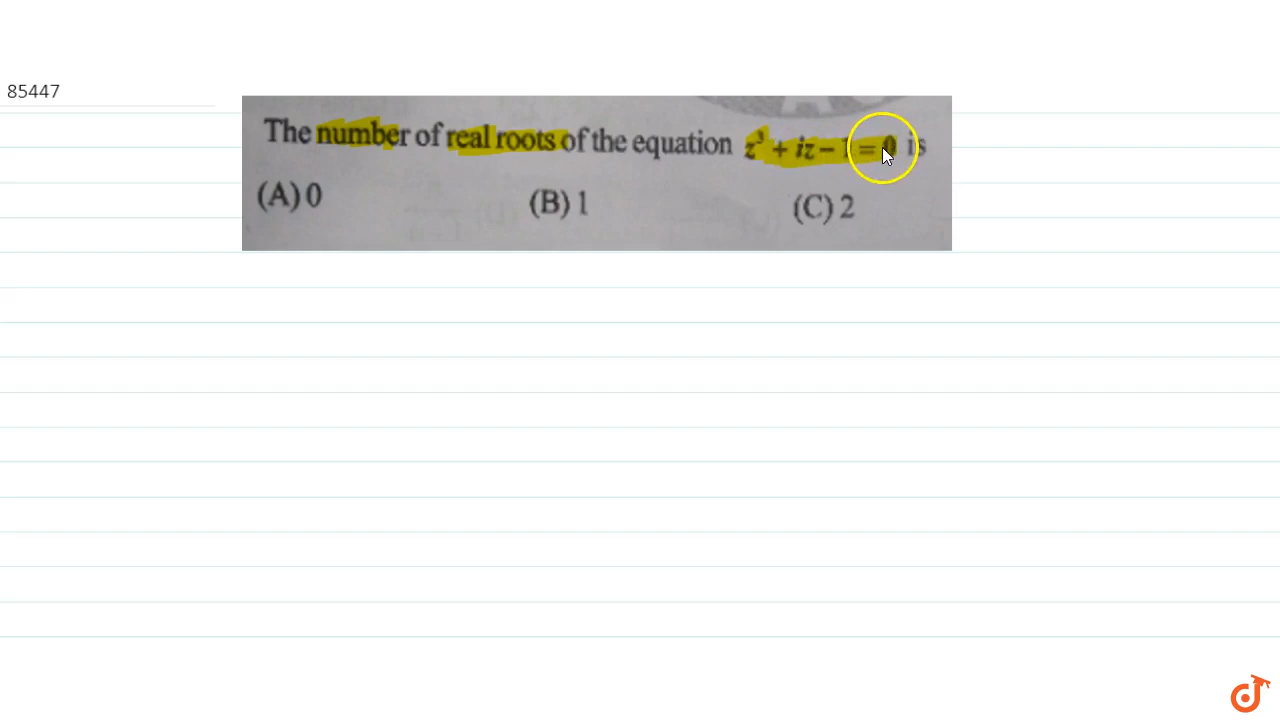 85447
The number of real roots of the equation z³ + iz − 1 = 0 is
(A) 0 (B) 1 (C) 2